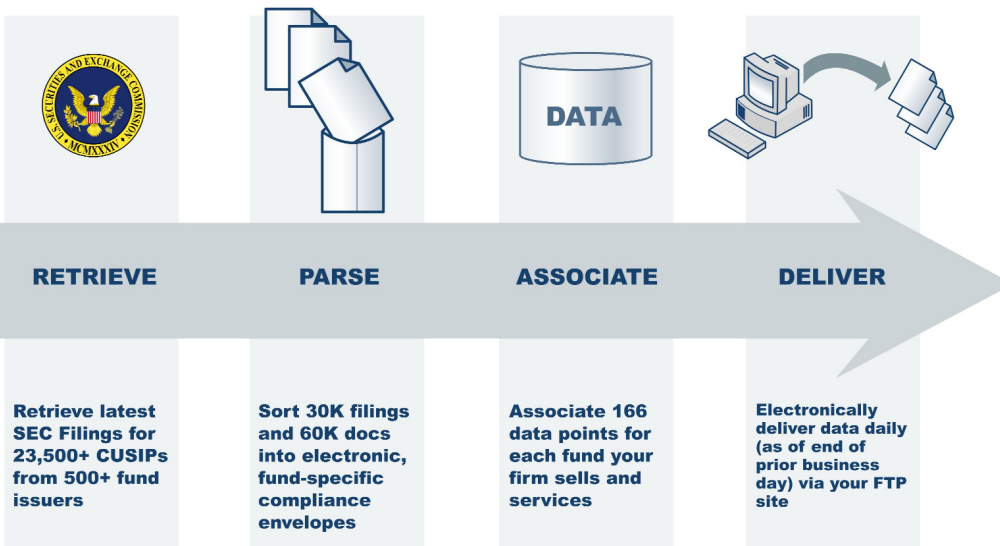 U.S. SECURITIES AND EXCHANGE COMMISSION
MCMXXXIV
DATA
RETRIEVE
PARSE
ASSOCIATE
DELIVER
Retrieve latest
SEC Filings for
23,500+ CUSIPs
from 500+ fund
issuers
Sort 30K filings
and 60K docs
into electronic,
fund-specific
compliance
envelopes
Associate 166
data points for
each fund your
firm sells and
services
Electronically
deliver data daily
(as of end of
prior business
day) via your FTP
site